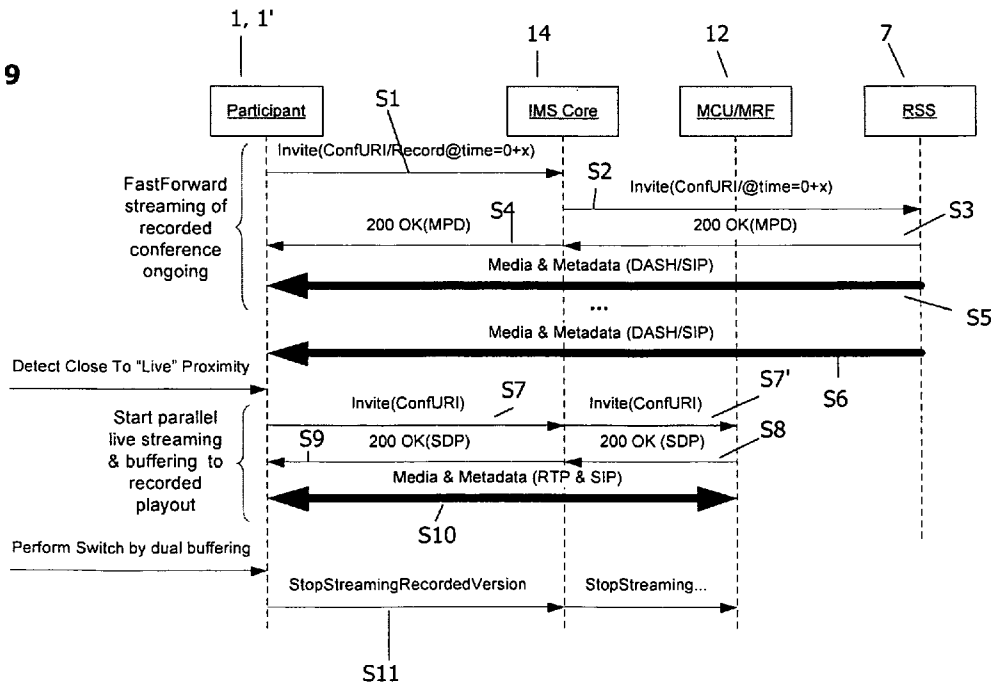 1, 1'
14
12
7
9
Participant
IMS Core
MCU/MRF
RSS
S1
Invite(ConfURI/Record@time=0+x)
S2
Invite(ConfURI/@time=0+x)
FastForward
streaming of
recorded
conference
ongoing
S4
200 OK(MPD)
200 OK(MPD)
S3
Media & Metadata (DASH/SIP)
S5
...
Media & Metadata (DASH/SIP)
S6
Detect Close To "Live" Proximity
S7
S7'
Invite(ConfURI)
Invite(ConfURI)
Start parallel
live streaming
& buffering to
recorded
playout
S9
200 OK(SDP)
200 OK (SDP)
S8
Media & Metadata (RTP & SIP)
S10
Perform Switch by dual buffering
StopStreamingRecordedVersion
StopStreaming...
S11